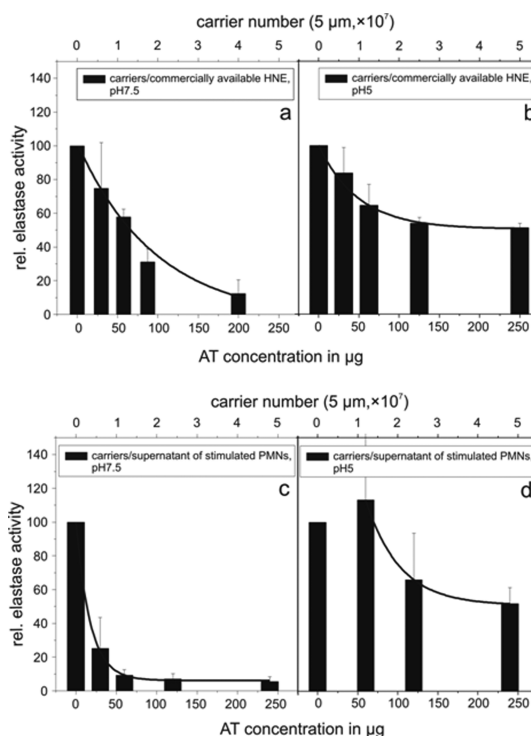 carrier number (5 µm,×10⁷)
0 1 2 3 4 5 0 1 2 3 4 5
140
120
100
80
60
40
20
0
rel. elastase activity
carriers/commercially available HNE,
pH7.5
a
carriers/commercially available HNE,
pH5
b
0 50 100 150 200 250 0 50 100 150 200 250
AT concentration in µg
carrier number (5 µm,×10⁷)
0 1 2 3 4 5 0 1 2 3 4 5
140
120
100
80
60
40
20
0
rel. elastase activity
carriers/supernatant of stimulated PMNs,
pH7.5
c
carriers/supernatant of stimulated PMNs,
pH5
d
0 50 100 150 200 250 0 50 100 150 200 250
AT concentration in µg